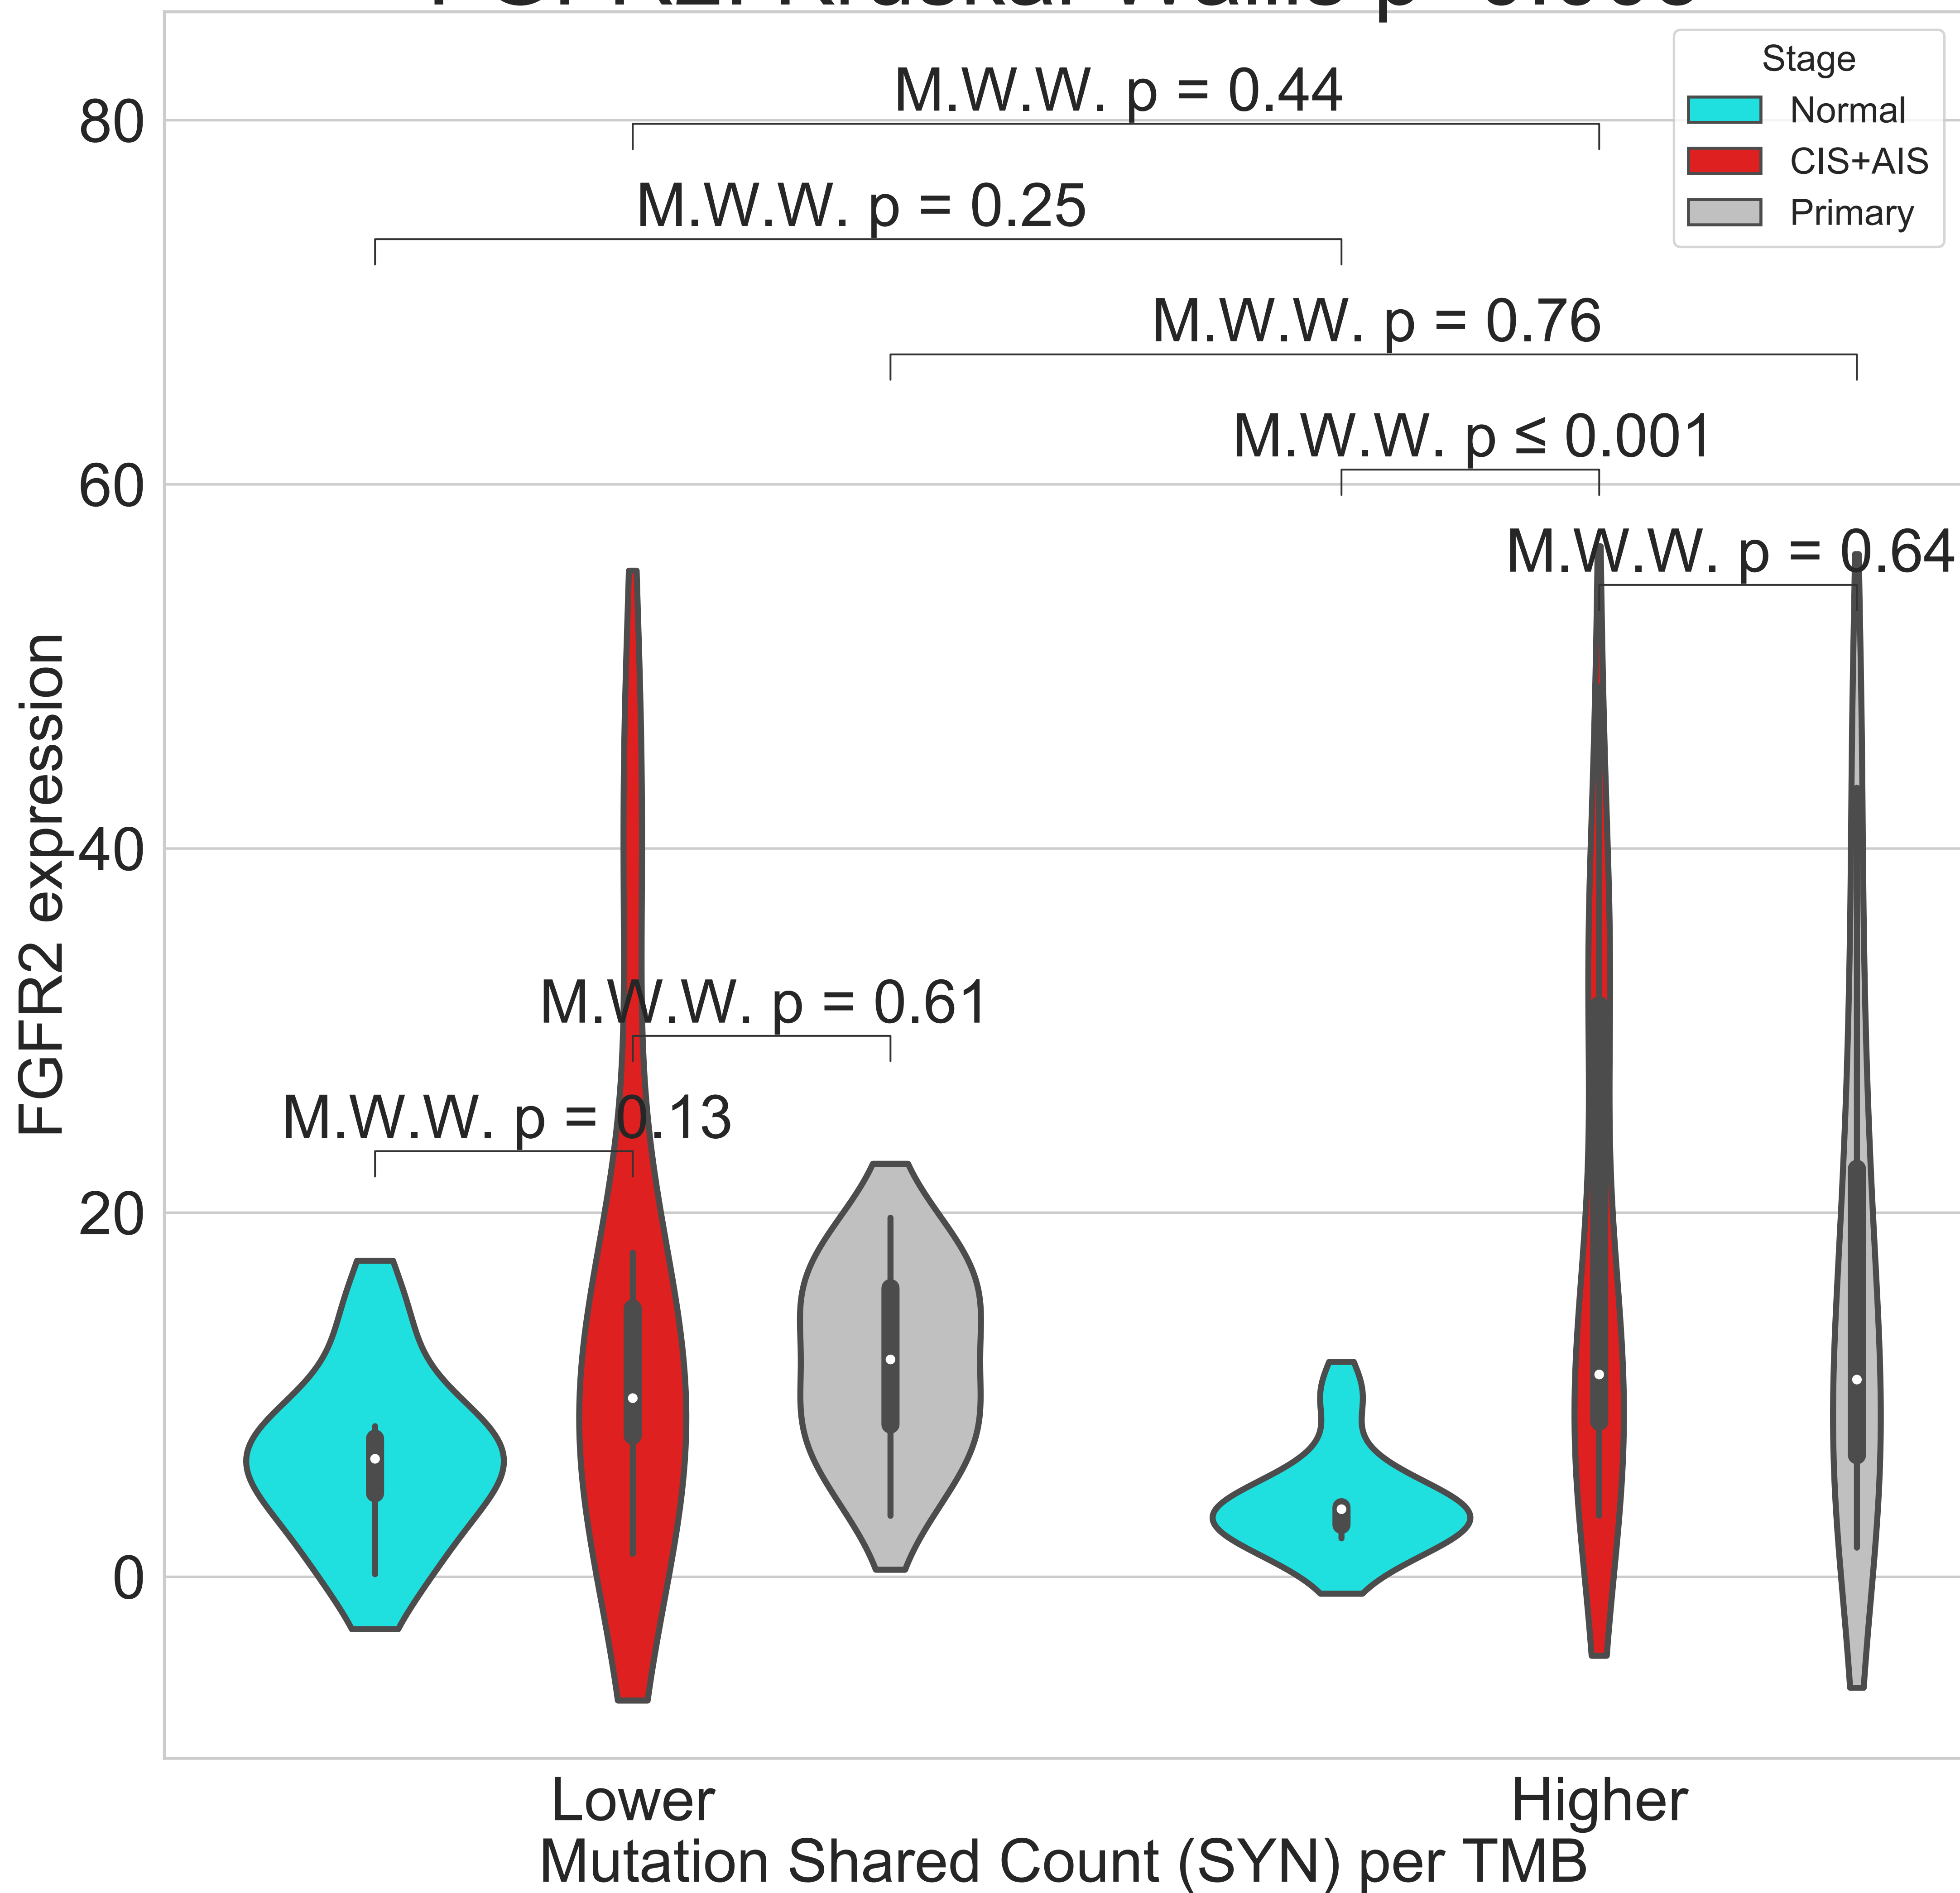 Stage
Normal
CIS+AIS
Primary
M.W.W. p = 0.44
M.W.W. p = 0.25
M.W.W. p = 0.76
M.W.W. p ≤ 0.001
M.W.W. p = 0.64
M.W.W. p = 0.61
M.W.W. p = 0.13
80
60
40
20
0
FGFR2 expression
Lower
Higher
Mutation Shared Count (SYN) per TMB